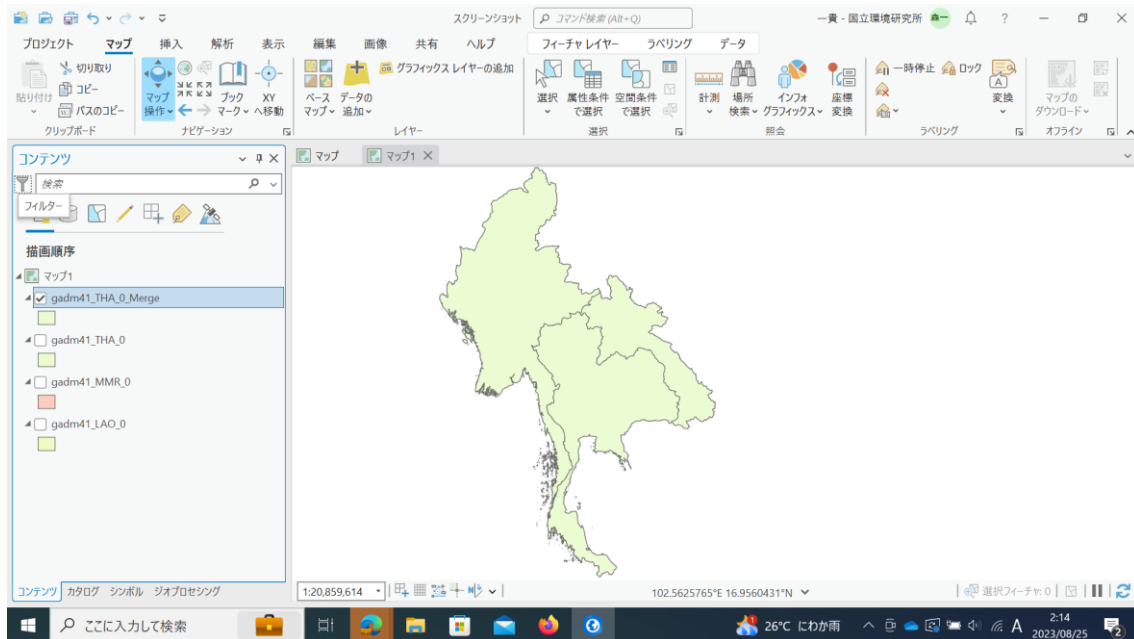 スクリーンショット
コマンド検索 (Alt+Q)
一貴 - 国立環境研究所
森一
?
プロジェクト マップ 挿入 解析 表示 編集 画像 共有 ヘルプ フィーチャ レイヤー ラベリング データ
貼り付け
切り取り
コピー
パスのコピー
クリップボード
マップ操作
ブックマーク
XYへ移動
ナビゲーション
ベースマップ
データの追加
グラフィックス レイヤーの追加
レイヤー
選択
属性条件で選択
空間条件で選択
選択
計測
場所検索
インフォグラフィックス
座標変換
照会
一時停止
ロック
変換
ラベリング
マップのダウンロード
オフライン
コンテンツ
検索
フィルター
描画順序
マップ1
gadm41_THA_0_Merge
gadm41_THA_0
gadm41_MMR_0
gadm41_LAO_0
マップ
マップ1
コンテンツ カタログ シンボル ジオプロセシング
1:20,859,614
102.5625765°E 16.9560431°N
選択フィーチャ: 0
ここに入力して検索
26°C にわか雨
A
2:14
2023/08/25
2